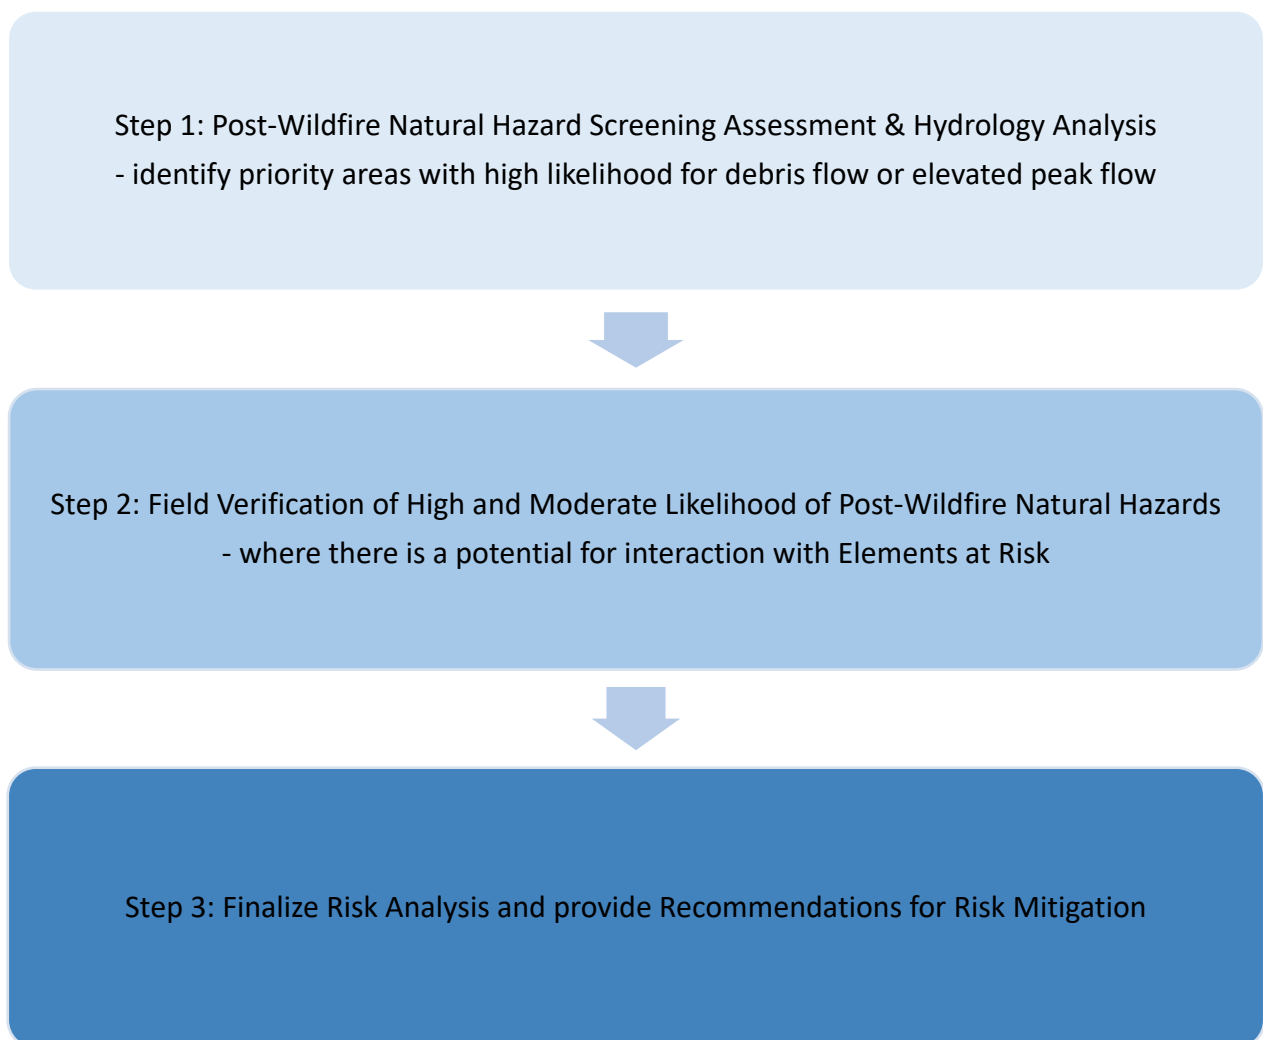 Step 1: Post-Wildfire Natural Hazard Screening Assessment & Hydrology Analysis
- identify priority areas with high likelihood for debris flow or elevated peak flow
Step 2: Field Verification of High and Moderate Likelihood of Post-Wildfire Natural Hazards
- where there is a potential for interaction with Elements at Risk
Step 3: Finalize Risk Analysis and provide Recommendations for Risk Mitigation